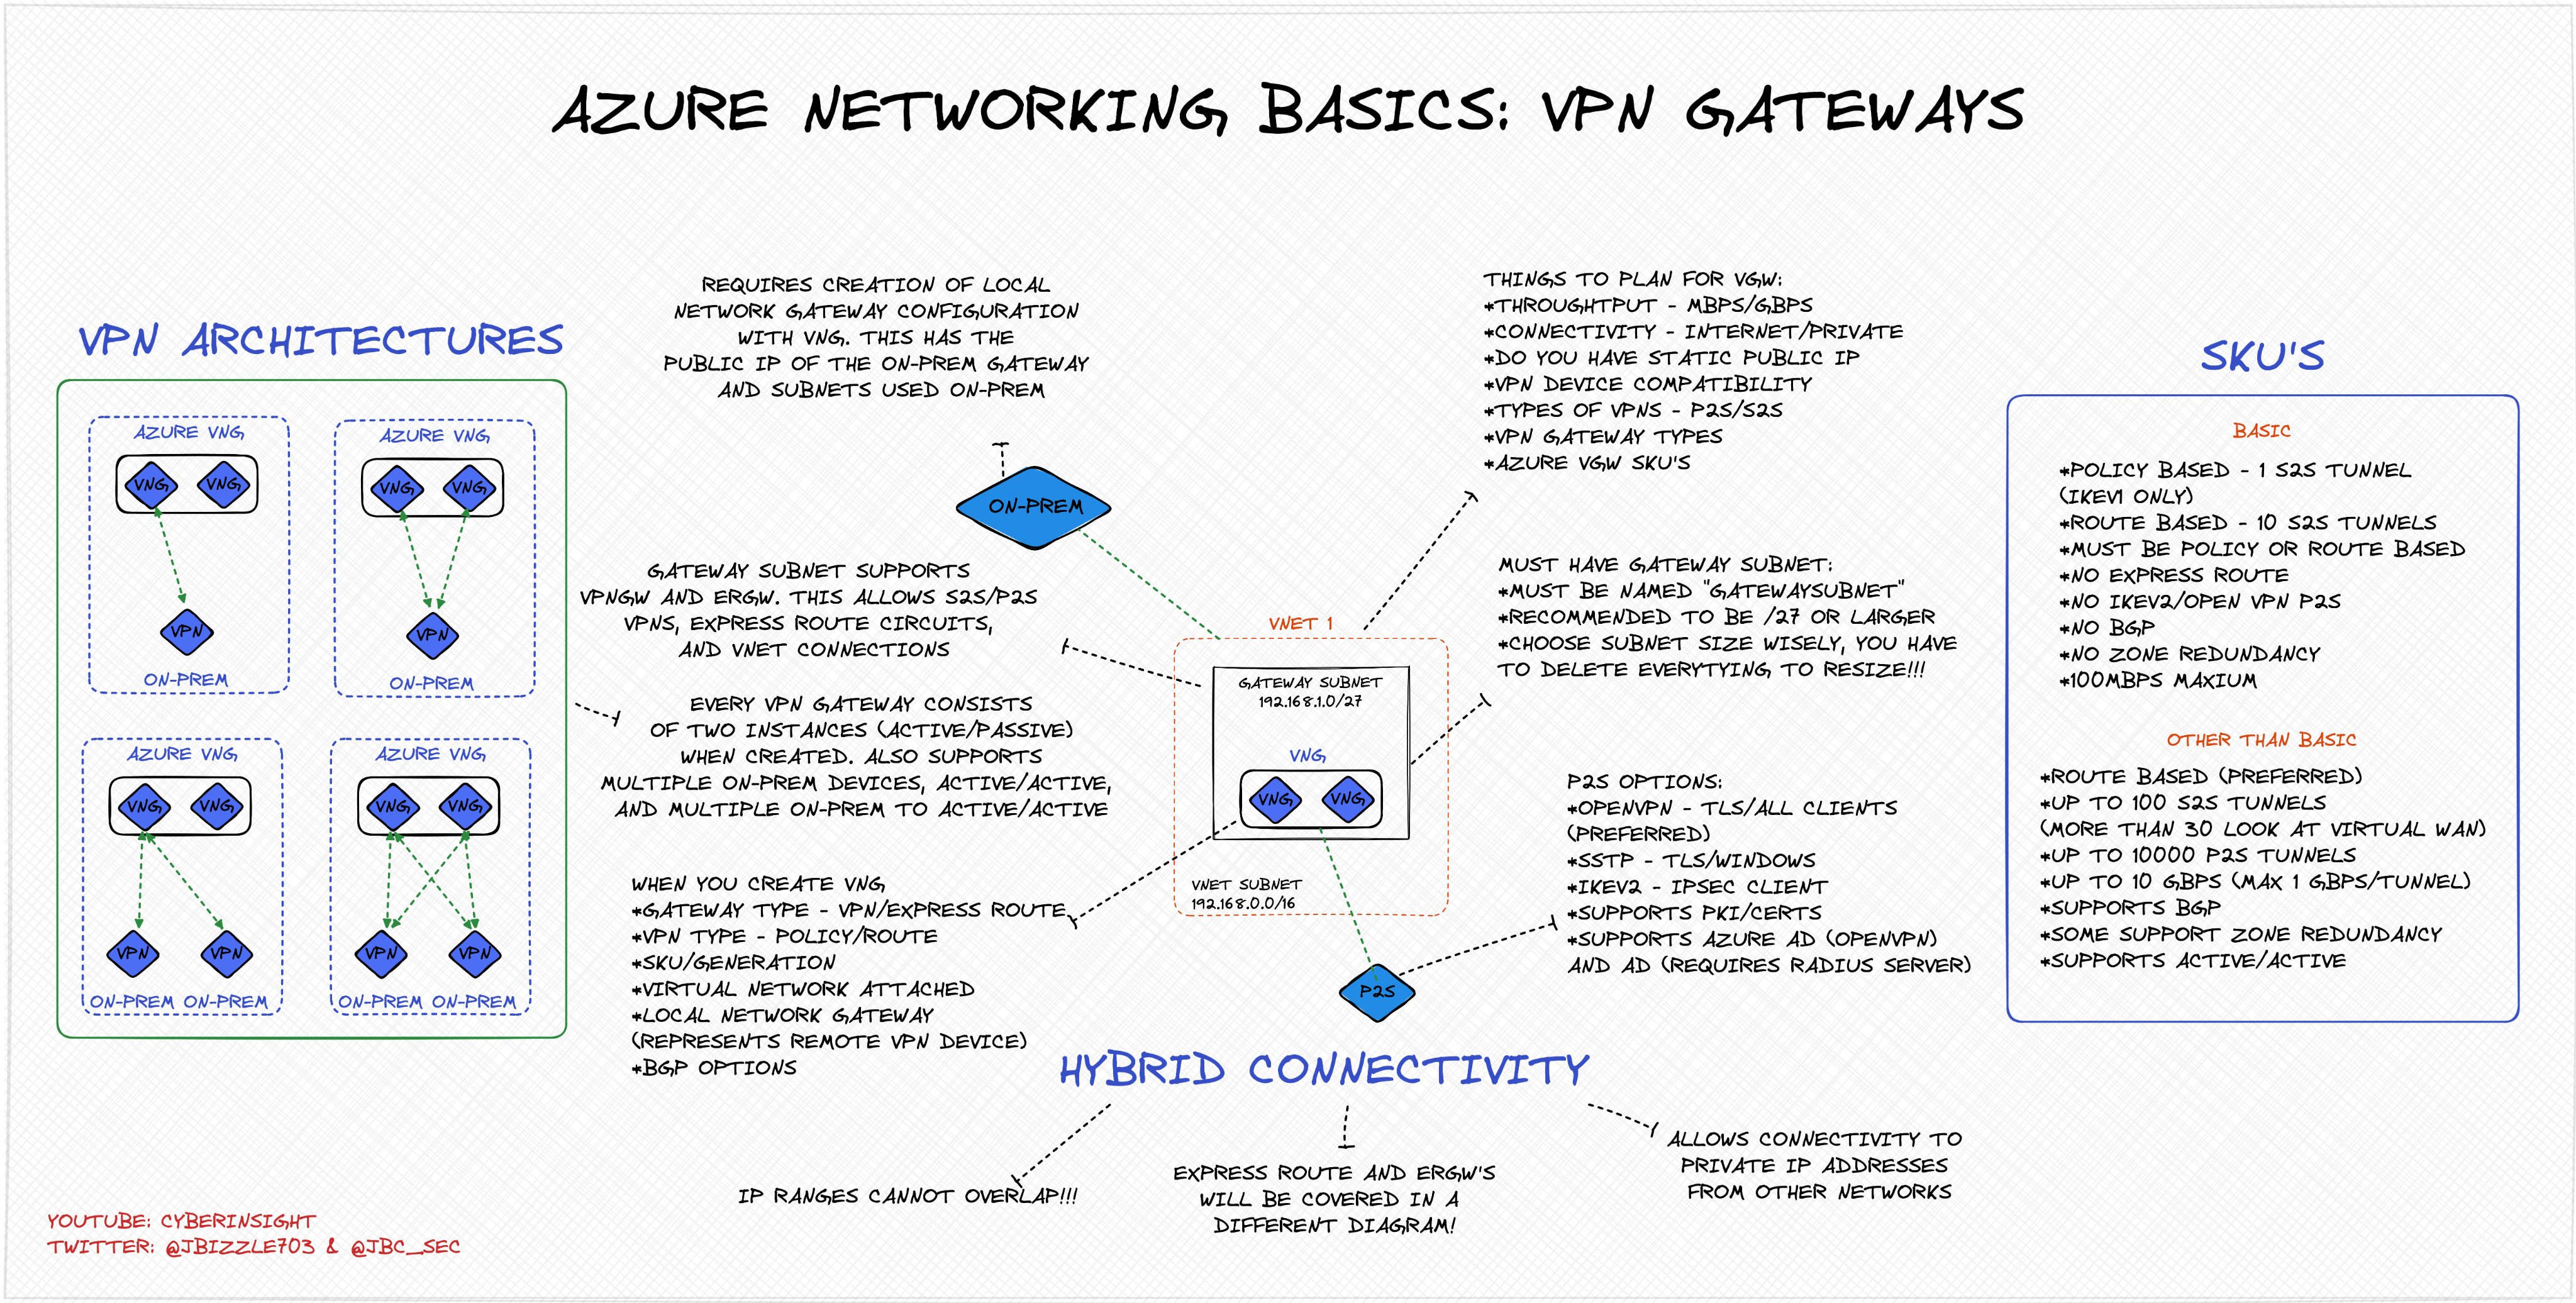 AZURE NETWORKING BASICS: VPN GATEWAYS
VPN ARCHITECTURES
AZURE VNG
VNG VNG
VPN
ON-PREM
AZURE VNG
VNG VNG
VPN
ON-PREM
AZURE VNG
VNG VNG
VPN VPN
ON-PREM ON-PREM
AZURE VNG
VNG VNG
VPN VPN
ON-PREM ON-PREM
REQUIRES CREATION OF LOCAL
NETWORK GATEWAY CONFIGURATION
WITH VNG. THIS HAS THE
PUBLIC IP OF THE ON-PREM GATEWAY
AND SUBNETS USED ON-PREM
ON-PREM
GATEWAY SUBNET SUPPORTS
VPNGW AND ERGW. THIS ALLOWS S2S/P2S
VPNS, EXPRESS ROUTE CIRCUITS,
AND VNET CONNECTIONS
EVERY VPN GATEWAY CONSISTS
OF TWO INSTANCES (ACTIVE/PASSIVE)
WHEN CREATED. ALSO SUPPORTS
MULTIPLE ON-PREM DEVICES, ACTIVE/ACTIVE,
AND MULTIPLE ON-PREM TO ACTIVE/ACTIVE
WHEN YOU CREATE VNG
*GATEWAY TYPE - VPN/EXPRESS ROUTE
*VPN TYPE - POLICY/ROUTE
*SKU/GENERATION
*VIRTUAL NETWORK ATTACHED
*LOCAL NETWORK GATEWAY
(REPRESENTS REMOTE VPN DEVICE)
*BGP OPTIONS
VNET 1
GATEWAY SUBNET
192.168.1.0/27
VNG
VNG VNG
VNET SUBNET
192.168.0.0/16
P2S
THINGS TO PLAN FOR VGW:
*THROUGHTPUT - MBPS/GBPS
*CONNECTIVITY - INTERNET/PRIVATE
*DO YOU HAVE STATIC PUBLIC IP
*VPN DEVICE COMPATIBILITY
*TYPES OF VPNS - P2S/S2S
*VPN GATEWAY TYPES
*AZURE VGW SKU'S
MUST HAVE GATEWAY SUBNET:
*MUST BE NAMED "GATEWAYSUBNET"
*RECOMMENDED TO BE /27 OR LARGER
*CHOOSE SUBNET SIZE WISELY, YOU HAVE
TO DELETE EVERYTYING TO RESIZE!!!
P2S OPTIONS:
*OPENVPN - TLS/ALL CLIENTS
(PREFERRED)
*SSTP - TLS/WINDOWS
*IKEV2 - IPSEC CLIENT
*SUPPORTS PKI/CERTS
*SUPPORTS AZURE AD (OPENVPN)
AND AD (REQUIRES RADIUS SERVER)
SKU'S
BASIC
*POLICY BASED - 1 S2S TUNNEL
(IKEV1 ONLY)
*ROUTE BASED - 10 S2S TUNNELS
*MUST BE POLICY OR ROUTE BASED
*NO EXPRESS ROUTE
*NO IKEV2/OPEN VPN P2S
*NO BGP
*NO ZONE REDUNDANCY
*100MBPS MAXIUM
OTHER THAN BASIC
*ROUTE BASED (PREFERRED)
*UP TO 100 S2S TUNNELS
(MORE THAN 30 LOOK AT VIRTUAL WAN)
*UP TO 10000 P2S TUNNELS
*UP TO 10 GBPS (MAX 1 GBPS/TUNNEL)
*SUPPORTS BGP
*SOME SUPPORT ZONE REDUNDANCY
*SUPPORTS ACTIVE/ACTIVE
HYBRID CONNECTIVITY
IP RANGES CANNOT OVERLAP!!!
EXPRESS ROUTE AND ERGW'S
WILL BE COVERED IN A
DIFFERENT DIAGRAM!
ALLOWS CONNECTIVITY TO
PRIVATE IP ADDRESSES
FROM OTHER NETWORKS
YOUTUBE: CYBERINSIGHT
TWITTER: @JBIZZLE703 & @JBC_SEC